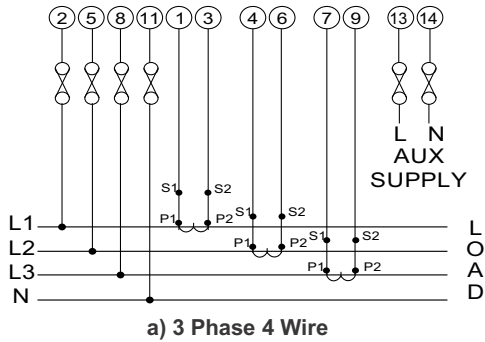 2 5 8 11 1 3 4 6 7 9 13 14
L N
AUX
SUPPLY
S1 S2
S1 S2
L1 P1 P2 S1 S2 L
L2 P1 P2 O
L3 P1 P2 A
N D
a) 3 Phase 4 Wire